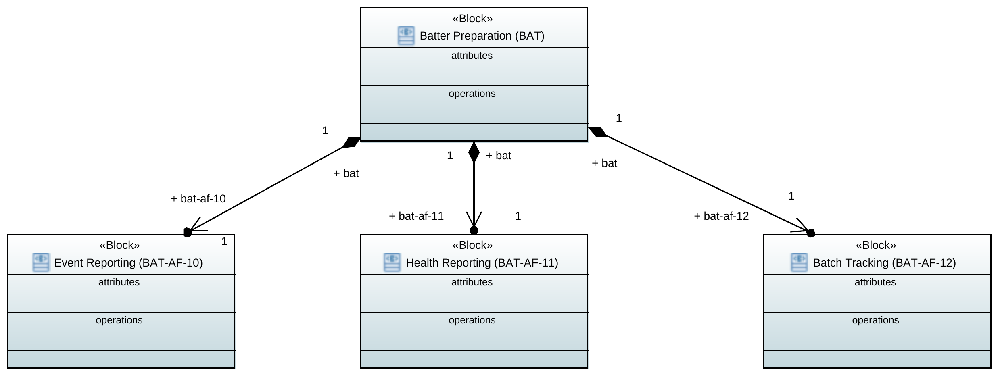 «Block»
Batter Preparation (BAT)
attributes
operations
1
+ bat
+ bat-af-10
1
1
+ bat
+ bat-af-11
1
1
+ bat
1
+ bat-af-12
«Block»
Event Reporting (BAT-AF-10)
attributes
operations
«Block»
Health Reporting (BAT-AF-11)
attributes
operations
«Block»
Batch Tracking (BAT-AF-12)
attributes
operations